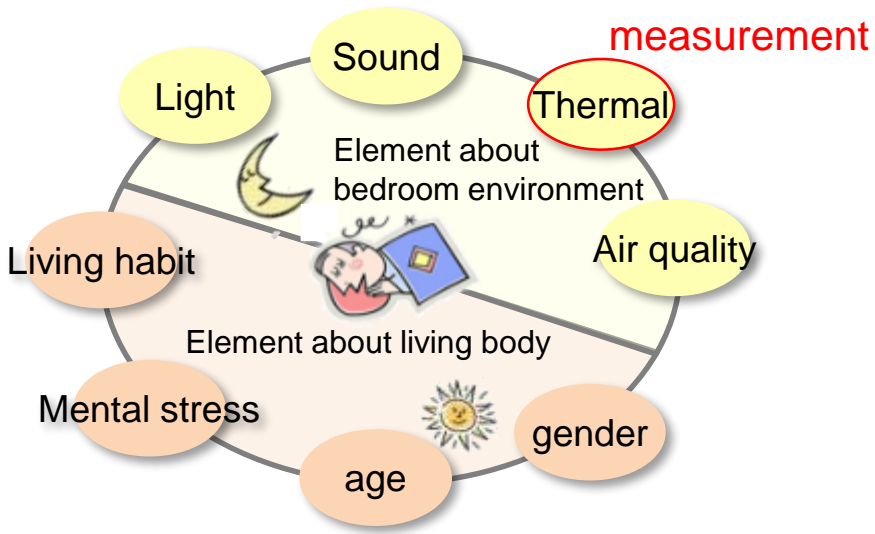 measurement
Sound
Light
Thermal
Element about
bedroom environment
Air quality
Living habit
Element about living body
Mental stress
gender
age